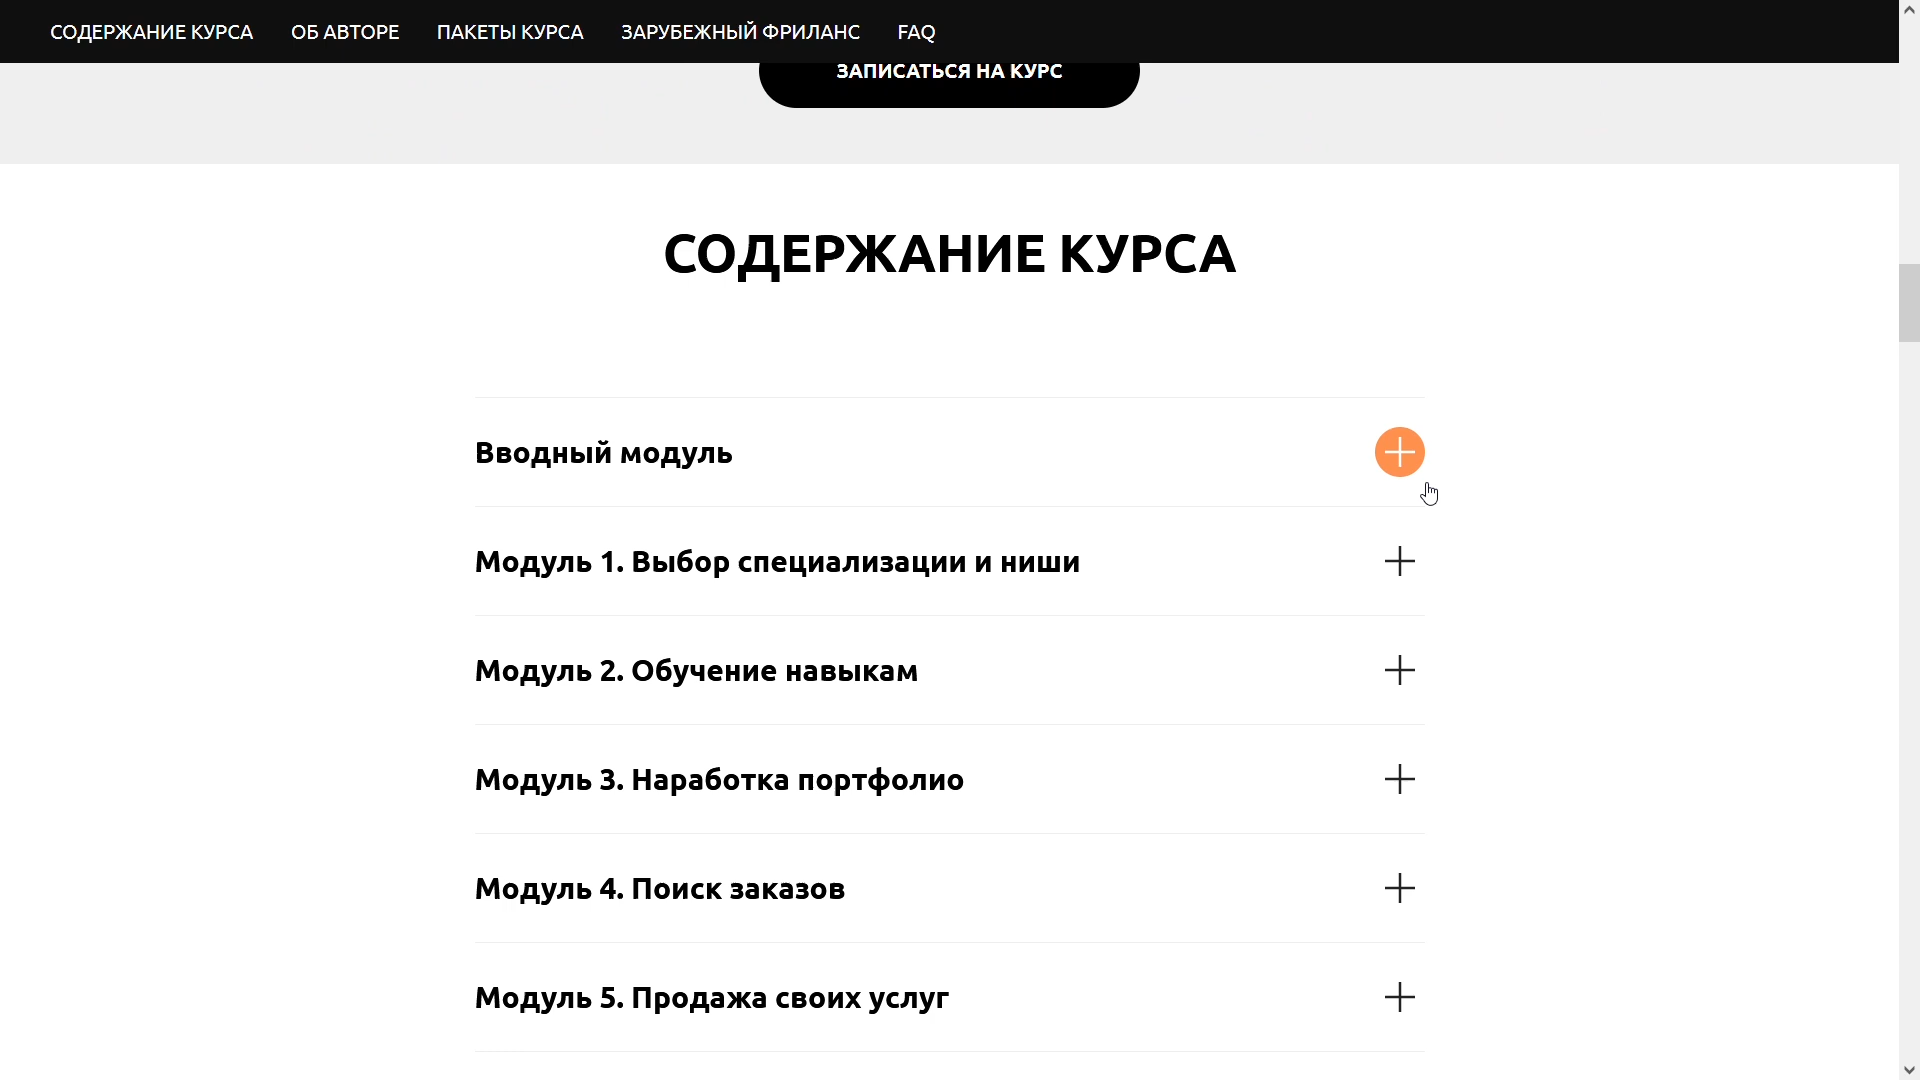 СОДЕРЖАНИЕ КУРСА ОБ АВТОРЕ ПАКЕТЫ КУРСА ЗАРУБЕЖНЫЙ ФРИЛАНС FAQ
ЗАПИСАТЬСЯ НА КУРС
СОДЕРЖАНИЕ КУРСА
Вводный модуль
Модуль 1. Выбор специализации и ниши
Модуль 2. Обучение навыкам
Модуль 3. Наработка портфолио
Модуль 4. Поиск заказов
Модуль 5. Продажа своих услуг